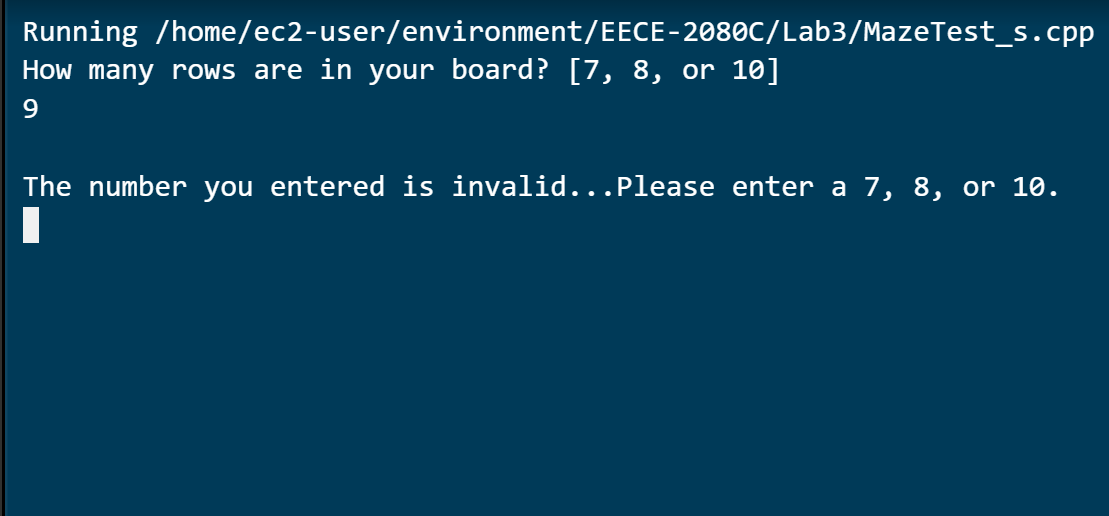 Running /home/ec2-user/environment/EECE-2080C/Lab3/MazeTest_s.cpp
How many rows are in your board? [7, 8, or 10]
9
The number you entered is invalid...Please enter a 7, 8, or 10.